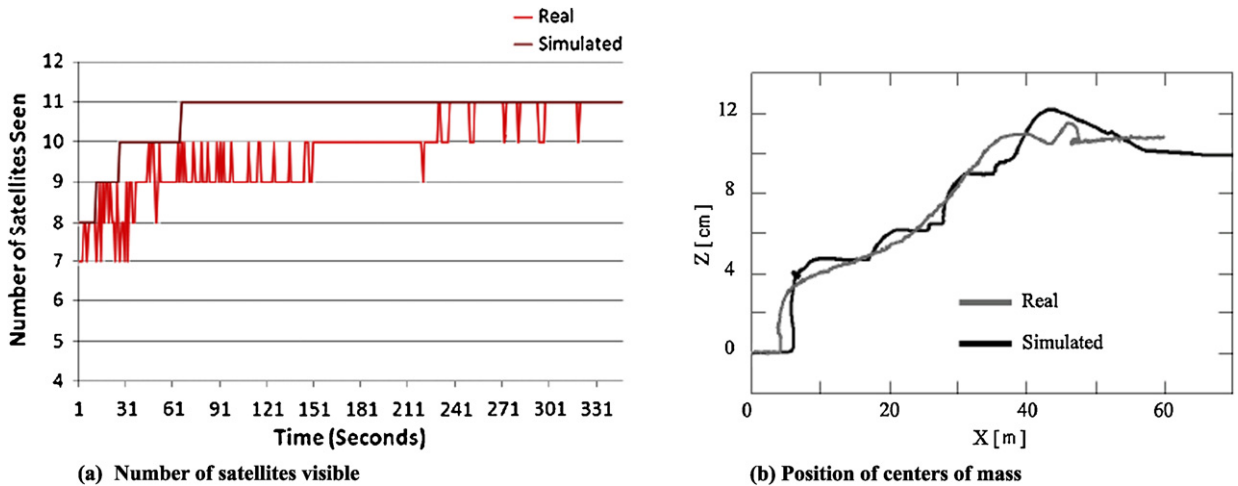 Real
Simulated
Number of Satellites Seen
12
11
10
9
8
7
6
5
4
1 31 61 91 121 151 181 211 241 271 301 331
Time (Seconds)
(a) Number of satellites visible
Z [cm]
12
8
4
0
Real
Simulated
0 20 40 60
X [m]
(b) Position of centers of mass